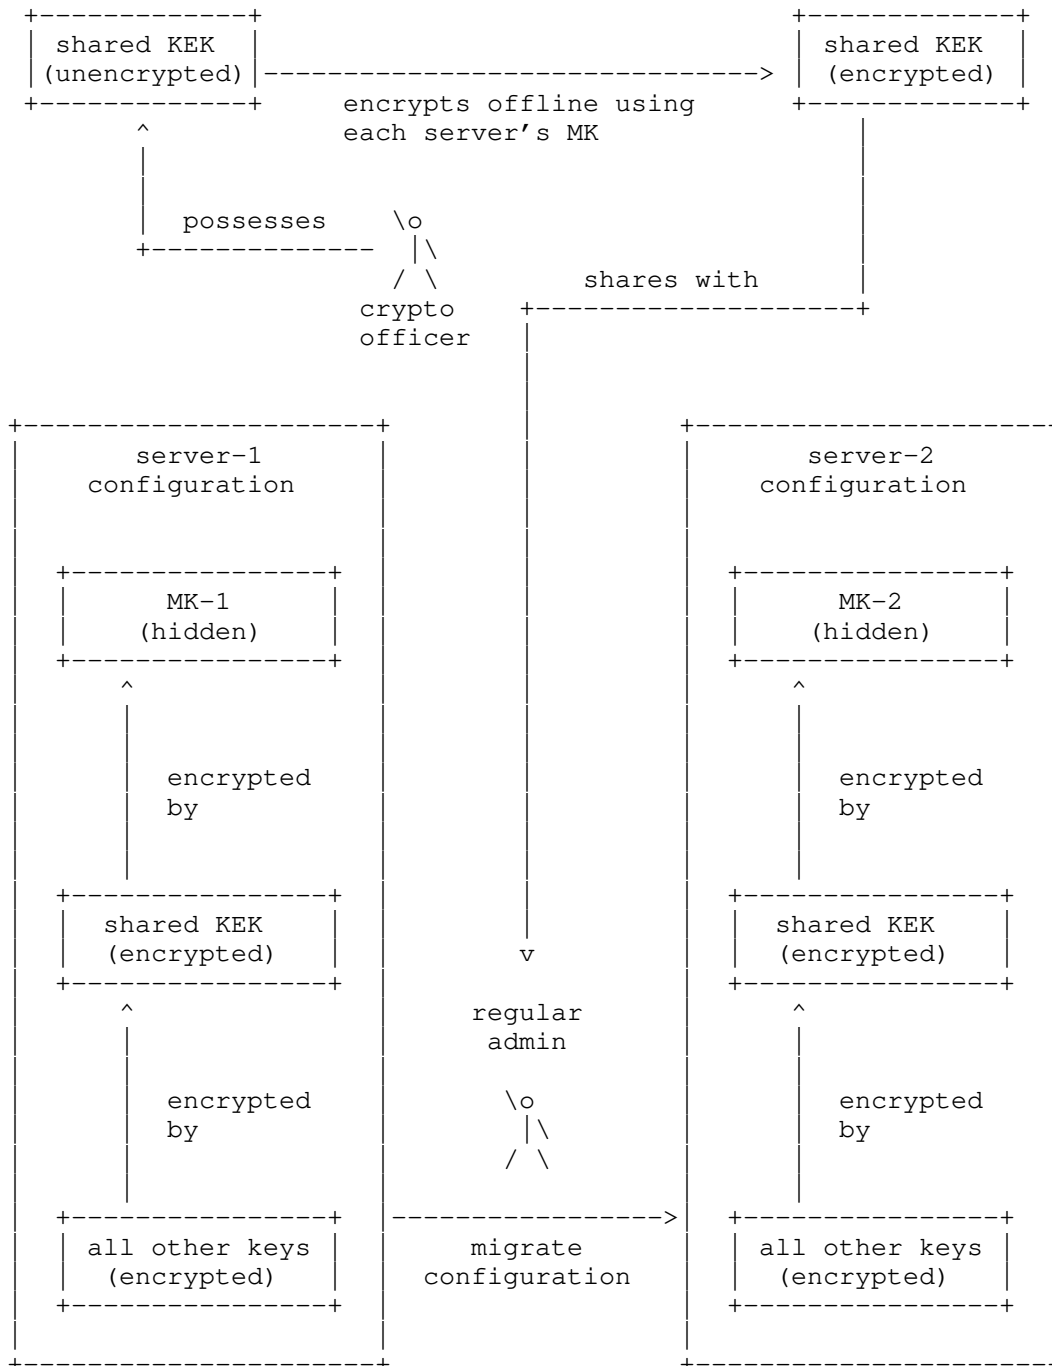 shared KEK
(unencrypted)
shared KEK
(encrypted)
encrypts offline using
each server's MK
possesses
shares with
crypto
officer
server-1
configuration
server-2
configuration
MK-1
(hidden)
MK-2
(hidden)
encrypted
by
encrypted
by
shared KEK
(encrypted)
shared KEK
(encrypted)
regular
admin
encrypted
by
encrypted
by
all other keys
(encrypted)
migrate
configuration
all other keys
(encrypted)